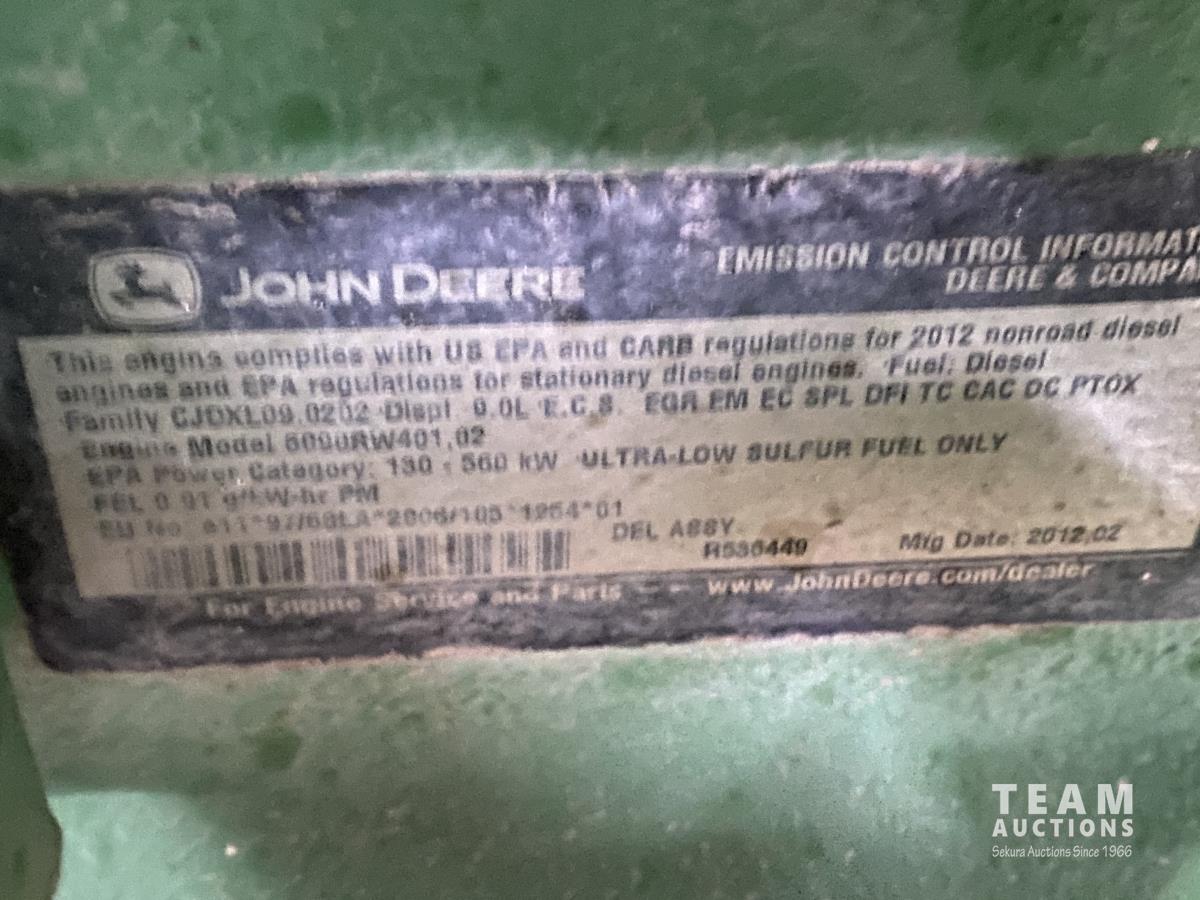 JOHN DEERE
EMISSION CONTROL INFORMAT
DEERE & COMPA
This engine complies with US EPA and CARB regulations for 2012 nonroad diesel
engines and EPA regulations for stationary diesel engines. Fuel: Diesel
Family CJDXL09.0202 Displ 9.0L E.C.S. EGR EM EC SPL DFI TC CAC DC PTOX
Engine Model 6090RW401,02
EPA Power Category: 130 - 560 kW ULTRA-LOW SULFUR FUEL ONLY
FEL g/kW-hr PM
EU No
DEL ASSY
R536449
Mfg Date: 2012,02
For Engine Service and Parts -- www.JohnDeere.com/dealer
TEAM
AUCTIONS
Sekura Auctions Since 1966